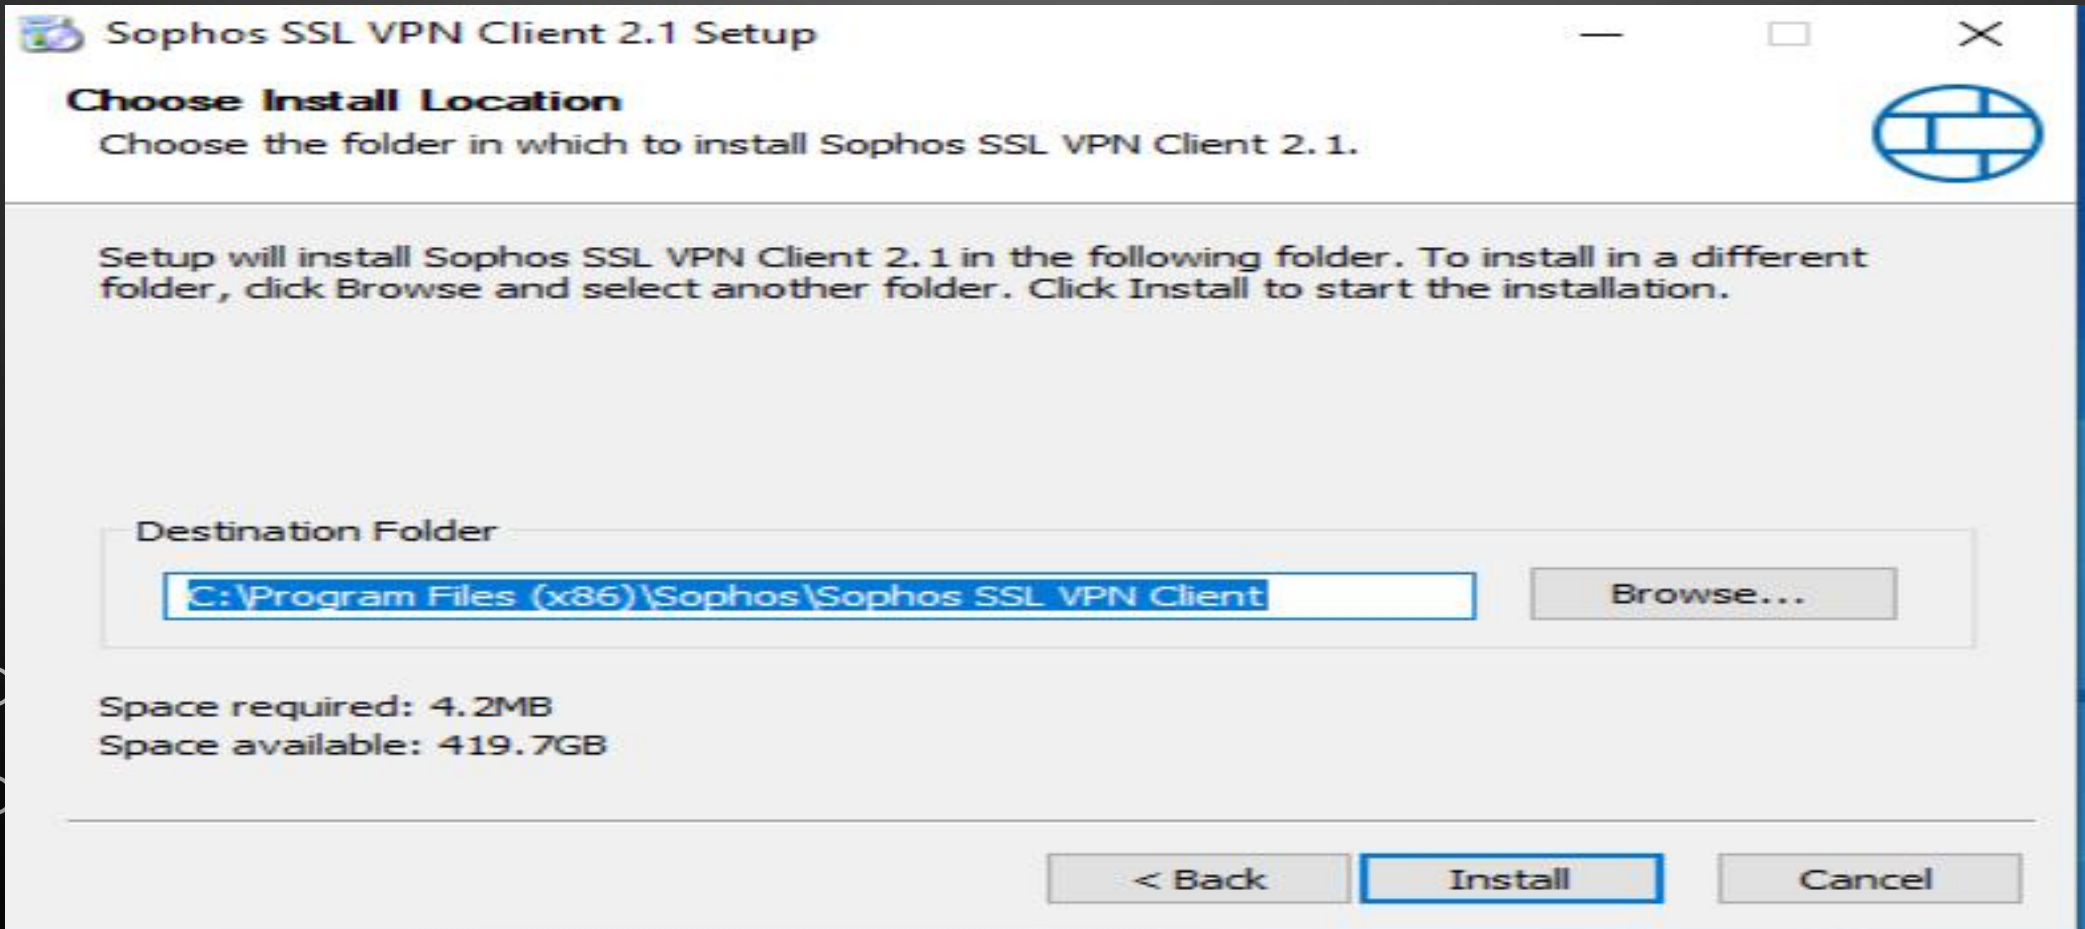 Sophos SSL VPN Client 2.1 Setup
Choose Install Location
Choose the folder in which to install Sophos SSL VPN Client 2.1.
Setup will install Sophos SSL VPN Client 2.1 in the following folder. To install in a different
folder, click Browse and select another folder. Click Install to start the installation.
Destination Folder
C:\Program Files (x86)\Sophos\Sophos SSL VPN Client
Browse...
Space required: 4.2MB
Space available: 419.7GB
< Back
Install
Cancel